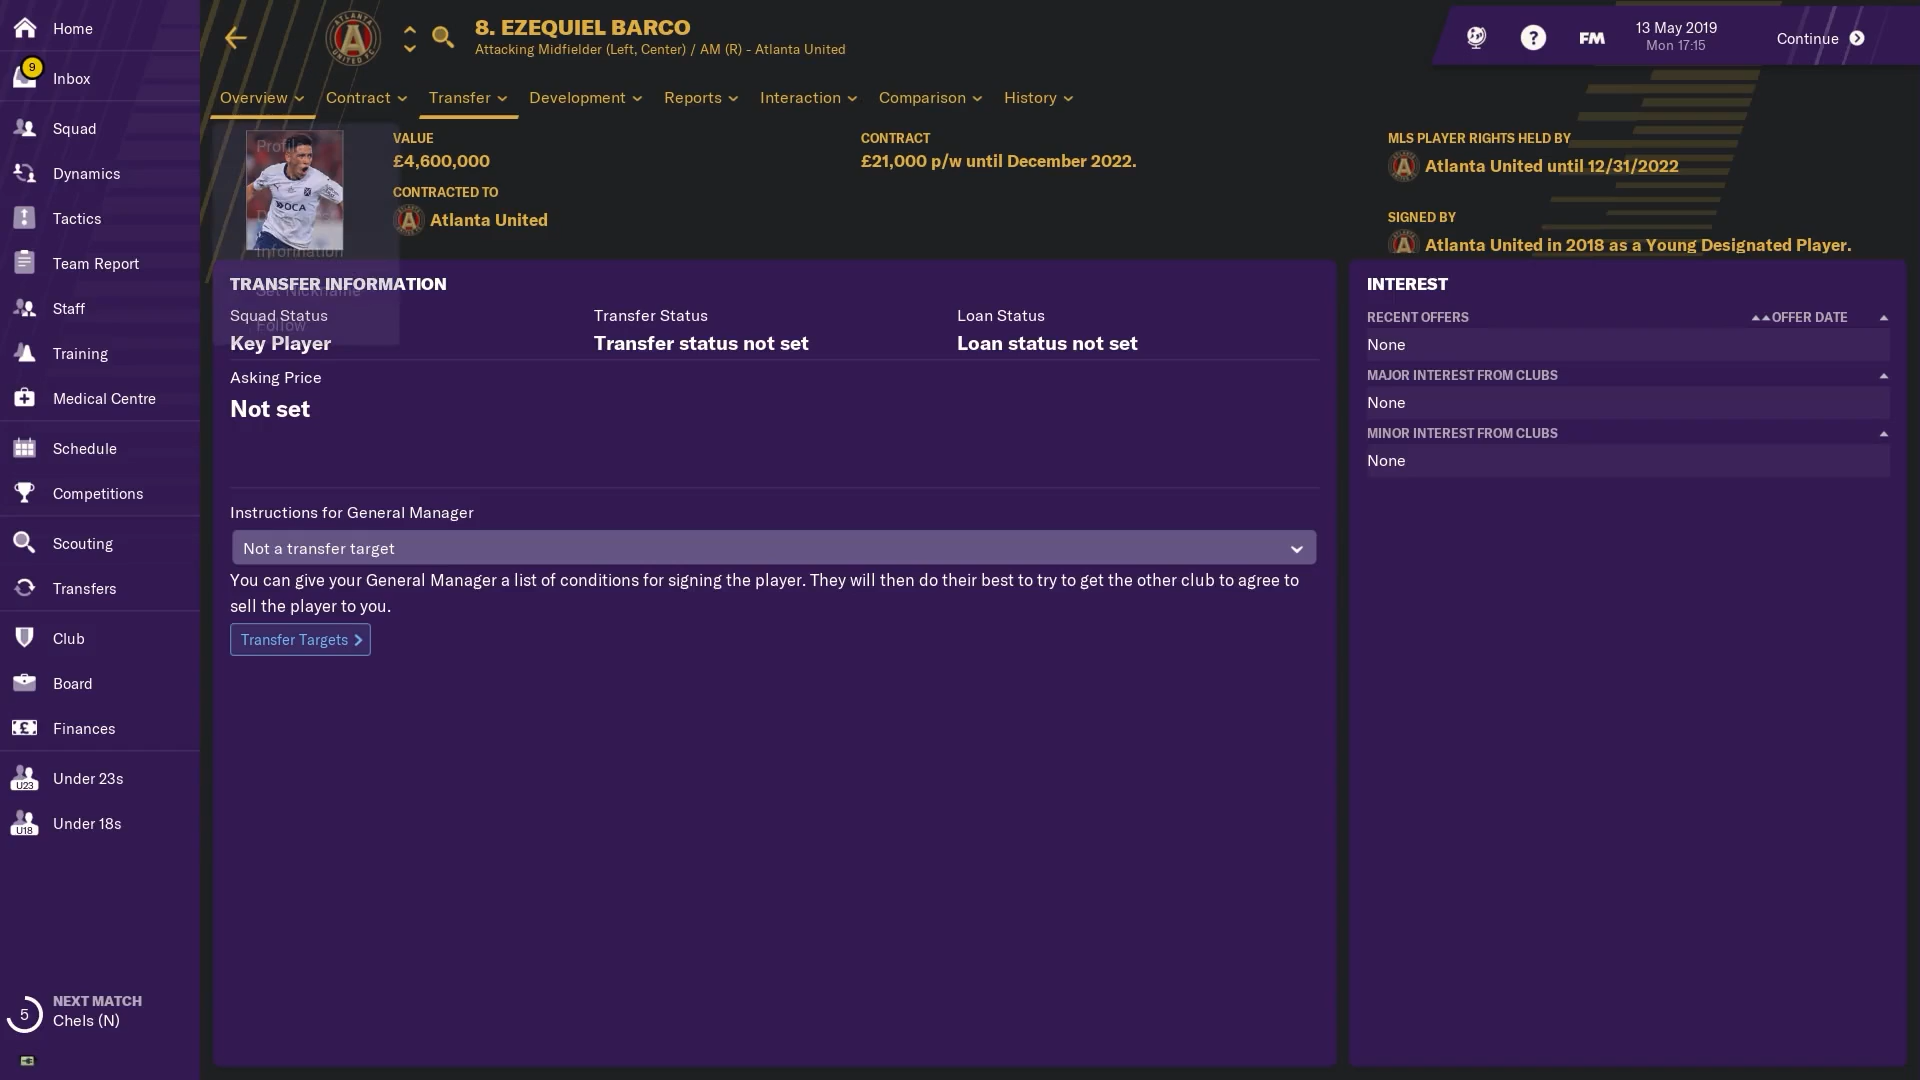 Home
9
Inbox
Squad
Dynamics
Tactics
Team Report
Staff
Training
Medical Centre
Schedule
Competitions
Scouting
Transfers
Club
Board
Finances
U23
Under 23s
U18
Under 18s
5
NEXT MATCH
Chels (N)
8. EZEQUIEL BARCO
Attacking Midfielder (Left, Center) / AM (R) - Atlanta United
FM
13 May 2019
Mon 17:15
Continue
Overview
Contract
Transfer
Development
Reports
Interaction
Comparison
History
Profile
Information
Set Nickname
Follow
OCA
VALUE
£4,600,000
CONTRACTED TO
Atlanta United
CONTRACT
£21,000 p/w until December 2022.
MLS PLAYER RIGHTS HELD BY
Atlanta United until 12/31/2022
SIGNED BY
Atlanta United in 2018 as a Young Designated Player.
TRANSFER INFORMATION
Squad Status
Key Player
Transfer Status
Transfer status not set
Loan Status
Loan status not set
Asking Price
Not set
Instructions for General Manager
Not a transfer target
You can give your General Manager a list of conditions for signing the player. They will then do their best to try to get the other club to agree to
sell the player to you.
Transfer Targets
INTEREST
RECENT OFFERS
OFFER DATE
None
MAJOR INTEREST FROM CLUBS
None
MINOR INTEREST FROM CLUBS
None